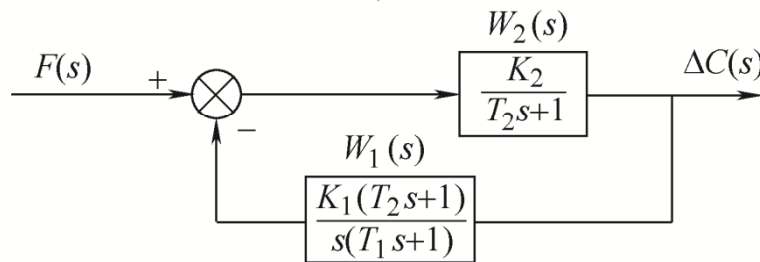 W₂(s)
F(s)
+
K₂
T₂s+1
ΔC(s)
−
W₁(s)
K₁(T₂s+1)
s(T₁s+1)